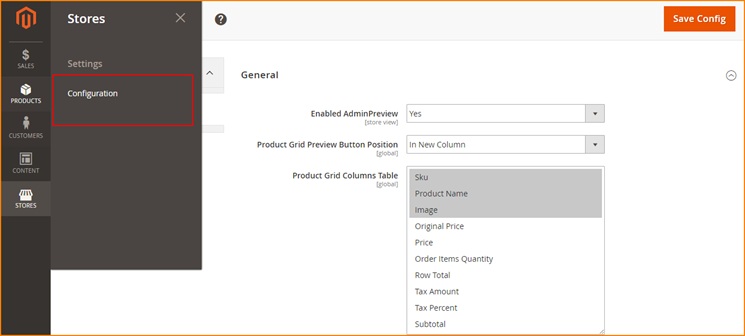 Stores
Settings
Configuration
$
SALES
PRODUCTS
CUSTOMERS
CONTENT
STORES
?
Save Config
General
Enabled AdminPreview
[store view]
Yes
Product Grid Preview Button Position
[global]
In New Column
Product Grid Columns Table
[global]
Sku
Product Name
Image
Original Price
Price
Order Items Quantity
Row Total
Tax Amount
Tax Percent
Subtotal